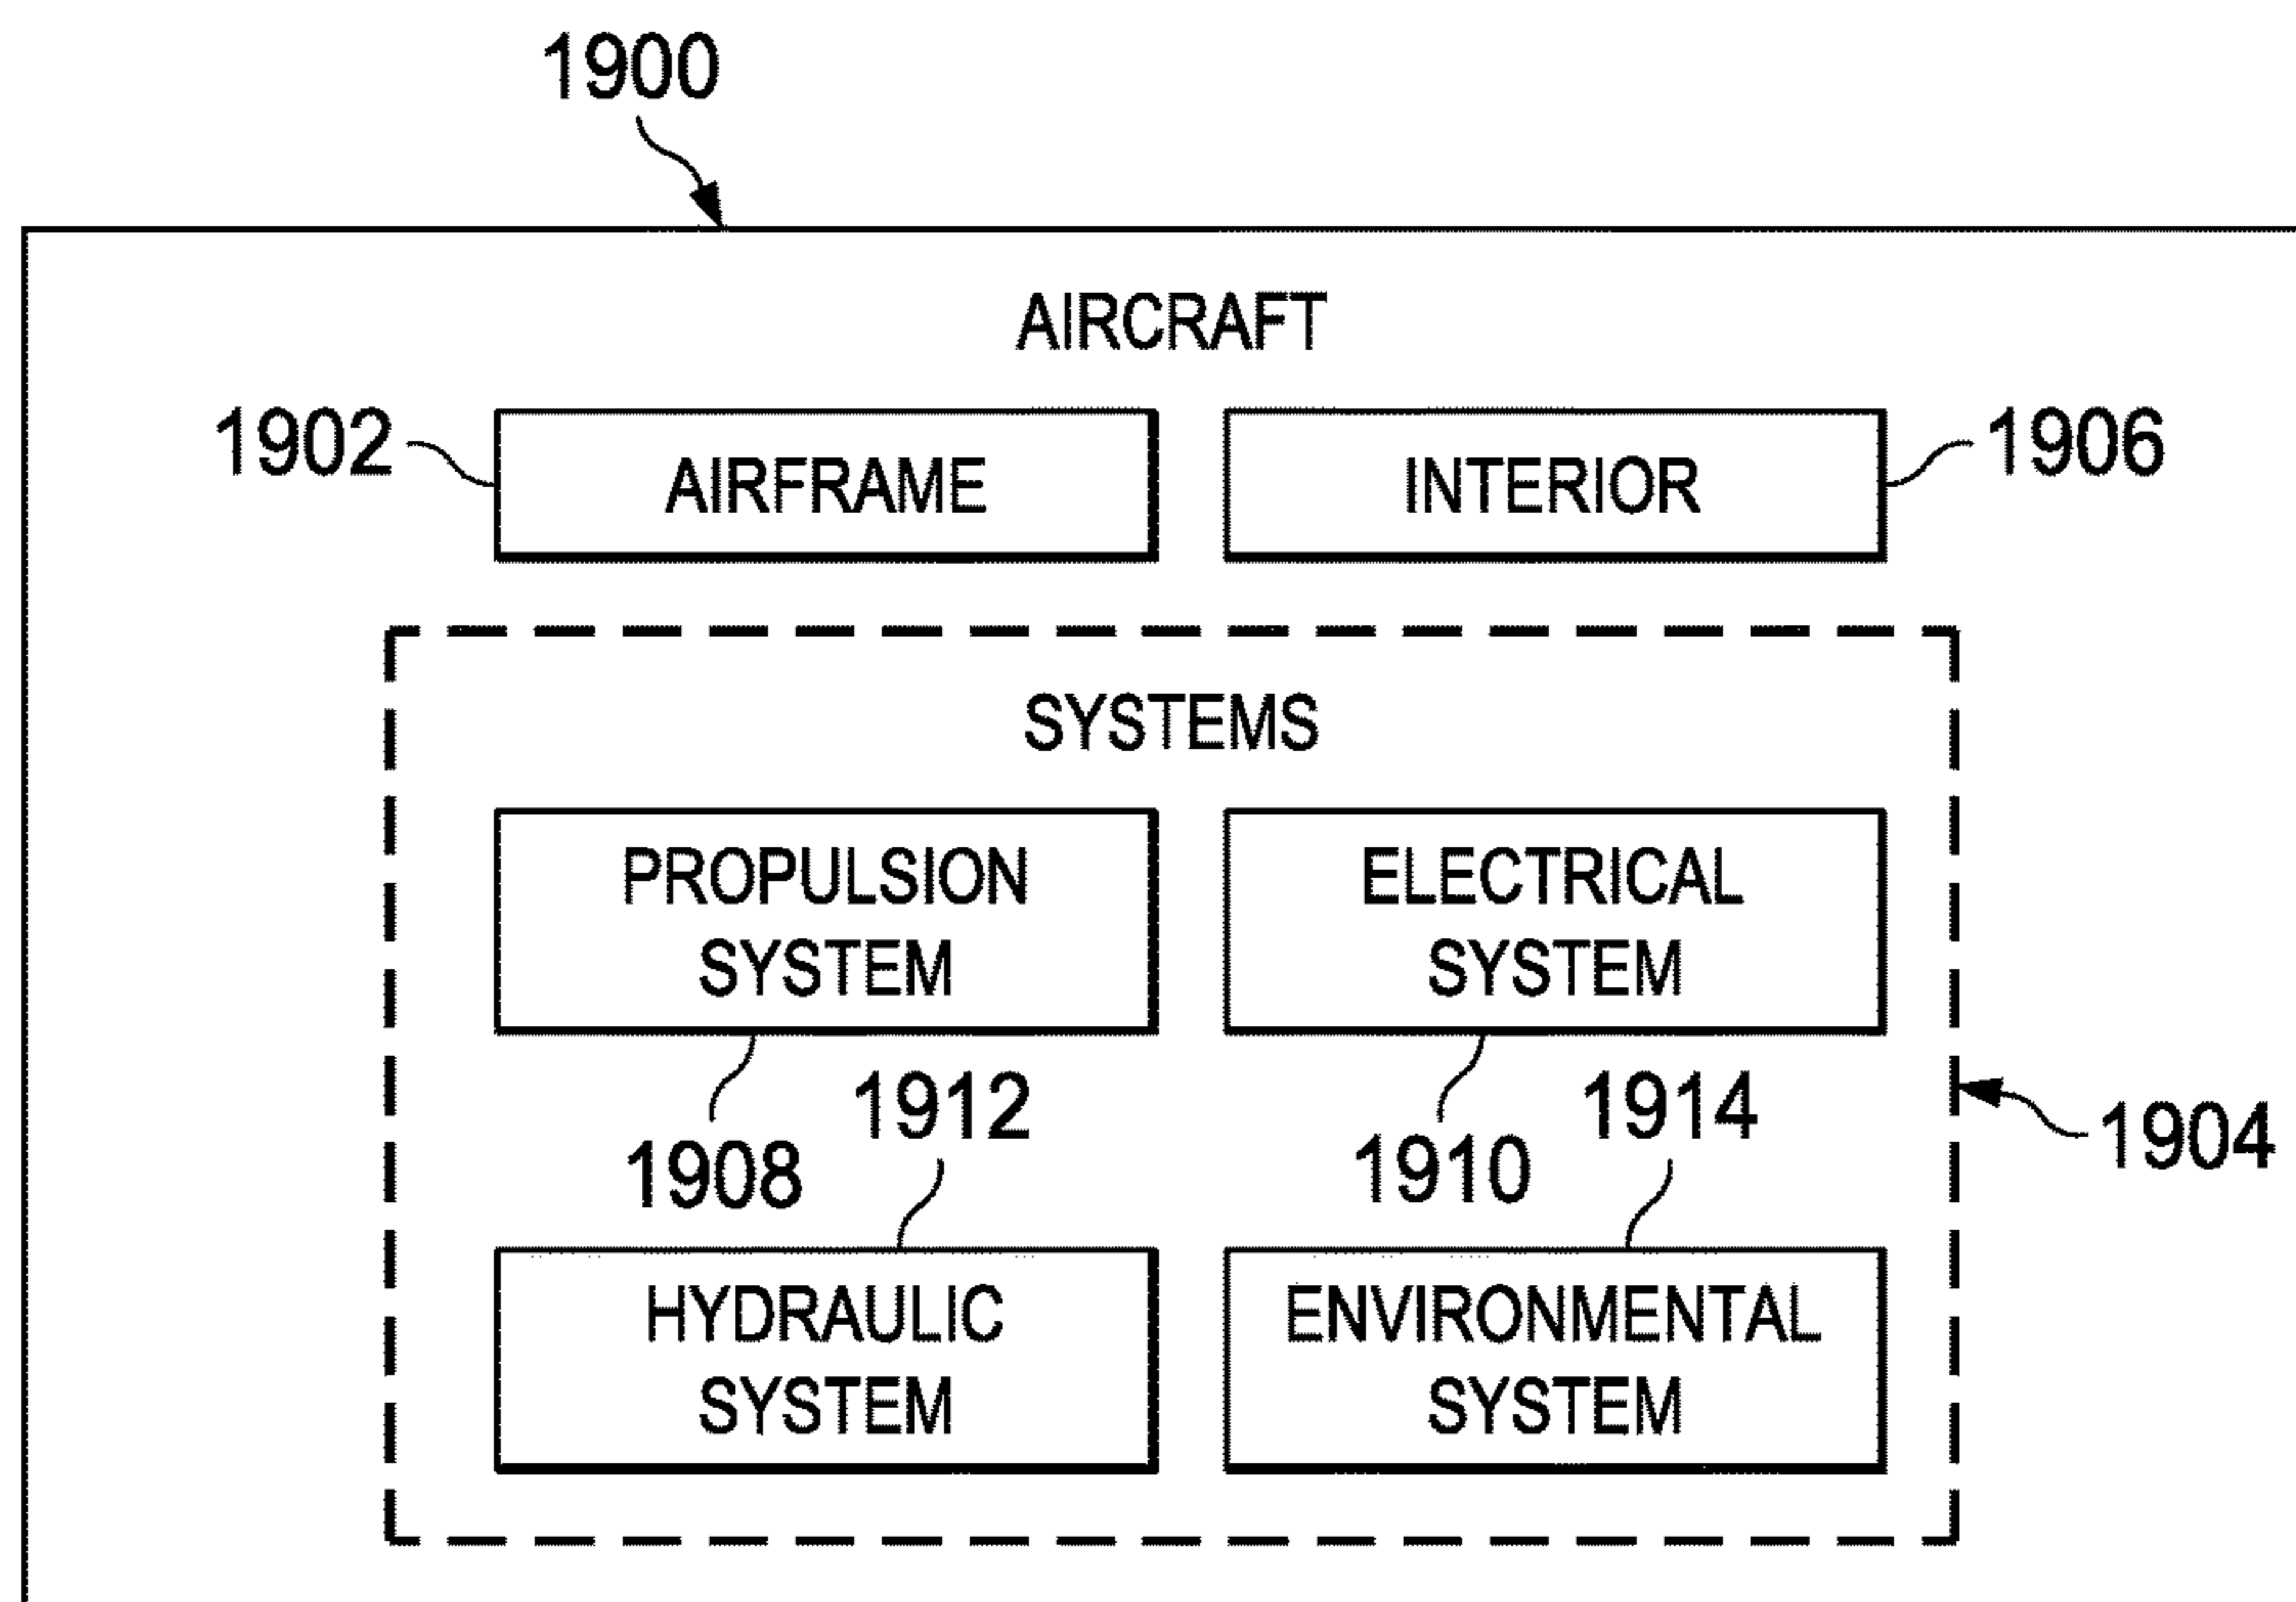 1900
AIRCRAFT
1902 AIRFRAME INTERIOR 1906
SYSTEMS
PROPULSION
SYSTEM
ELECTRICAL
SYSTEM
1908
1912
1910
1914
1904
HYDRAULIC
SYSTEM
ENVIRONMENTAL
SYSTEM